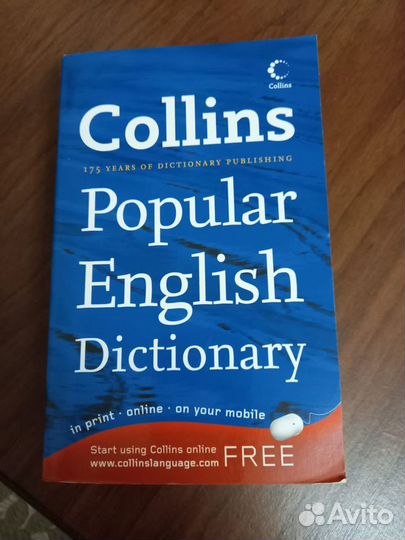 Collins
Collins
175 YEARS OF DICTIONARY PUBLISHING
Popular
English
Dictionary
in print · online · on your mobile
Start using Collins online
www.collinslanguage.com FREE
Avito